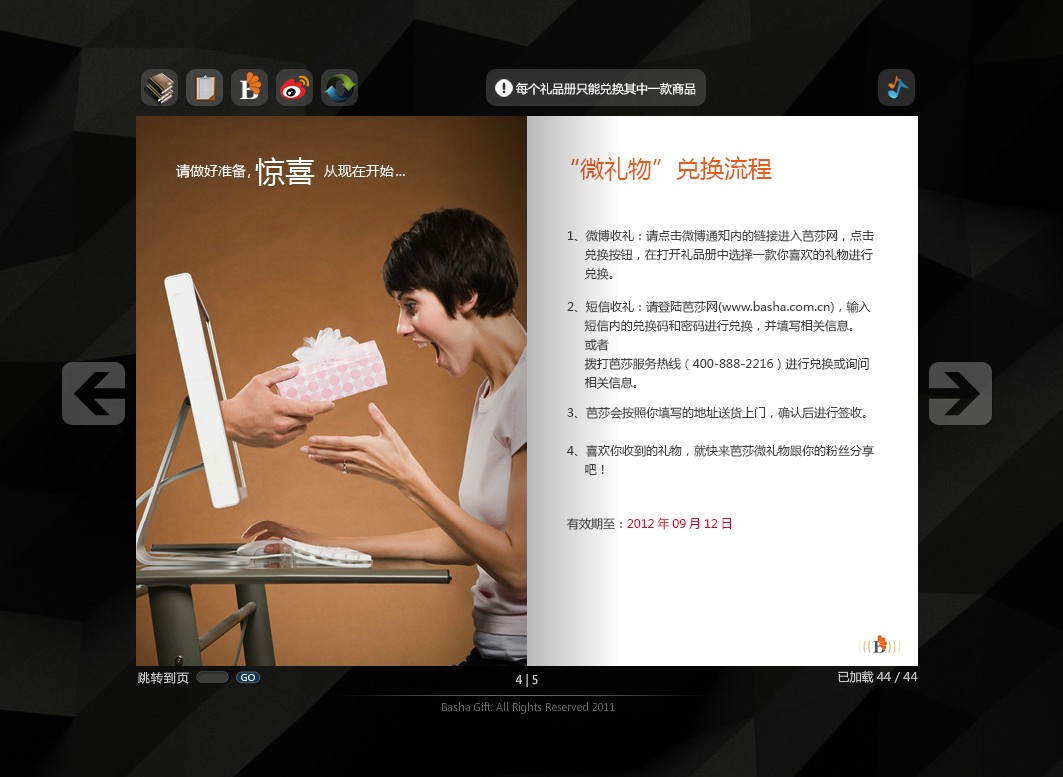 每个礼品册只能兑换其中一款商品
请做好准备, 惊喜 从现在开始...
“微礼物” 兑换流程
1、微博收礼：请点击微博通知内的链接进入芭莎网，点击
兑换按钮，在打开礼品册中选择一款你喜欢的礼物进行
兑换。
2、短信收礼：请登陆芭莎网(www.basha.com.cn)，输入
短信内的兑换码和密码进行兑换，并填写相关信息。
或者
拨打芭莎服务热线（400-888-2216）进行兑换或询问
相关信息。
3、芭莎会按照你填写的地址送货上门，确认后进行签收。
4、喜欢你收到的礼物，就快来芭莎微礼物跟你的粉丝分享
吧！
有效期至：2012 年 09 月 12 日
跳转到页 GO
4 | 5
已加载 44 / 44
Basha Gift. All Rights Reserved 2011